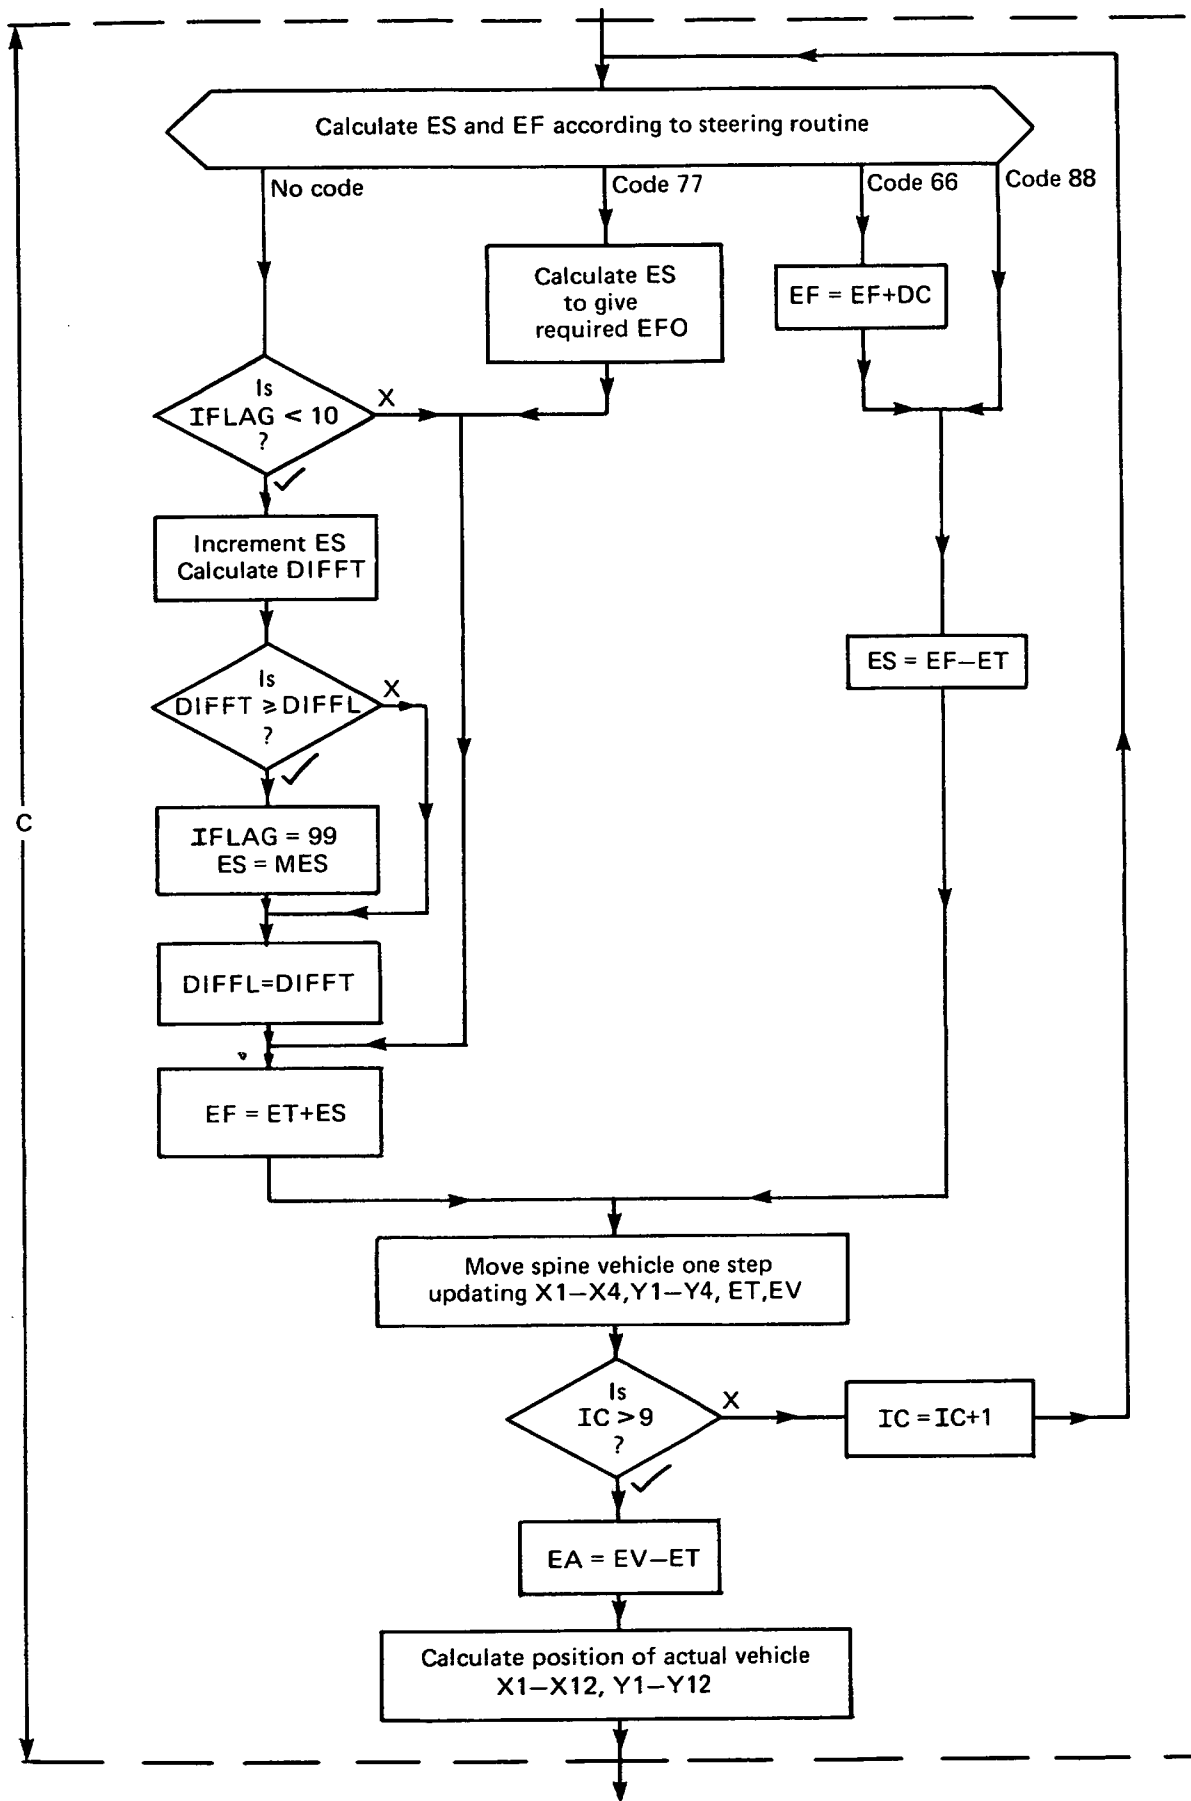 Calculate ES and EF according to steering routine
No code
Code 77
Code 66
Code 88
Calculate ES
to give
required EFO
EF = EF+DC
Is
IFLAG < 10
?
X
✓
Increment ES
Calculate DIFFT
ES = EF−ET
Is
DIFFT ⩾ DIFFL
?
X
✓
C
IFLAG = 99
ES = MES
DIFFL=DIFFT
EF = ET+ES
Move spine vehicle one step
updating X1−X4,Y1−Y4, ET,EV
Is
IC > 9
?
X
✓
IC = IC+1
EA = EV−ET
Calculate position of actual vehicle
X1−X12, Y1−Y12